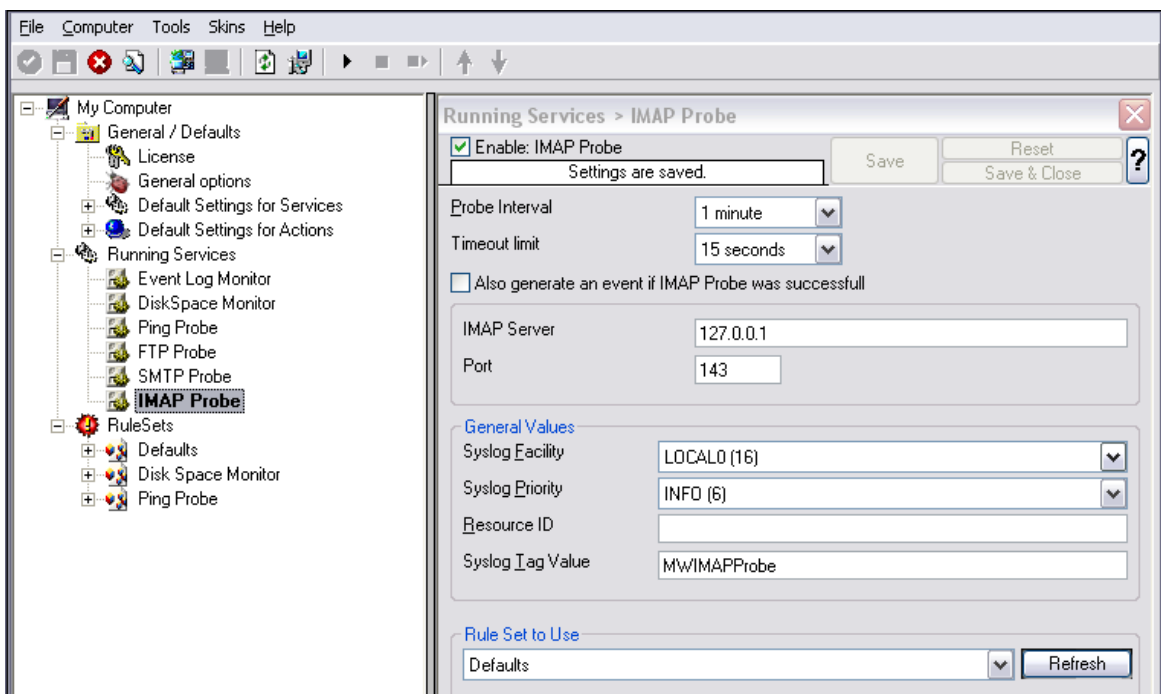 File Computer Tools Skins Help
My Computer
General / Defaults
License
General options
Default Settings for Services
Default Settings for Actions
Running Services
Event Log Monitor
DiskSpace Monitor
Ping Probe
FTP Probe
SMTP Probe
IMAP Probe
RuleSets
Defaults
Disk Space Monitor
Ping Probe
Running Services > IMAP Probe
Enable: IMAP Probe
Settings are saved.
Save
Reset
Save & Close
?
Probe Interval
1 minute
Timeout limit
15 seconds
Also generate an event if IMAP Probe was successfull
IMAP Server
127.0.0.1
Port
143
General Values
Syslog Facility
LOCAL0 (16)
Syslog Priority
INFO (6)
Resource ID
Syslog Tag Value
MWIMAPProbe
Rule Set to Use
Defaults
Refresh